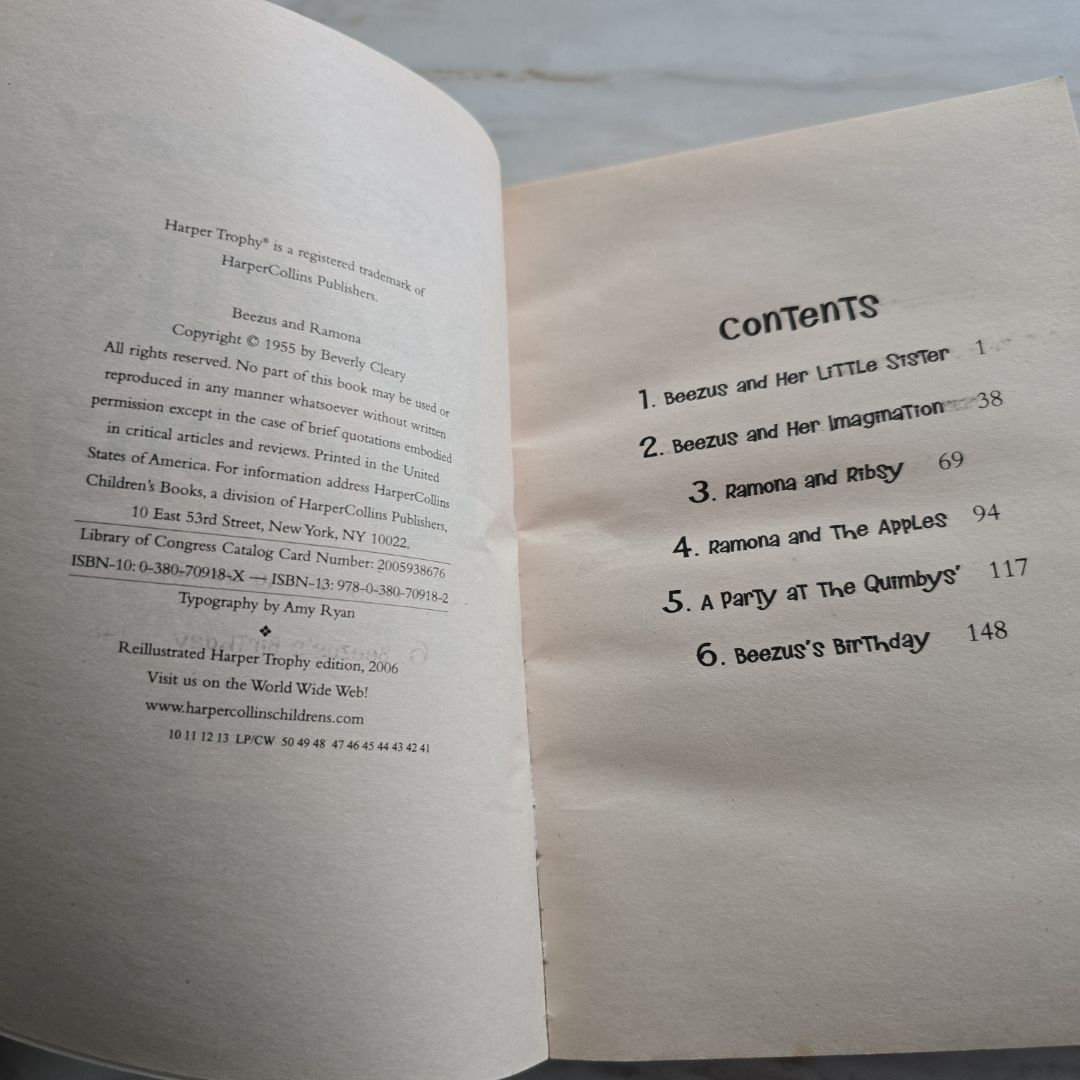 Harper Trophy® is a registered trademark of
HarperCollins Publishers.
Beezus and Ramona
Copyright © 1955 by Beverly Cleary
All rights reserved. No part of this book may be used or
reproduced in any manner whatsoever without written
permission except in the case of brief quotations embodied
in critical articles and reviews. Printed in the United
States of America. For information address HarperCollins
Children's Books, a division of HarperCollins Publishers,
10 East 53rd Street, New York, NY 10022.
Library of Congress Catalog Card Number: 2005938676
ISBN-10: 0-380-70918-X — ISBN-13: 978-0-380-70918-2
Typography by Amy Ryan
❖
Reillustrated Harper Trophy edition, 2006
Visit us on the World Wide Web!
www.harpercollinschildrens.com
10 11 12 13 LP/CW 50 49 48 47 46 45 44 43 42 41
Contents
1. Beezus and Her Little Sister 1
2. Beezus and Her Imagination 38
3. Ramona and Ribsy 69
4. Ramona and The Apples 94
5. A Party at The Quimbys' 117
6. Beezus's Birthday 148